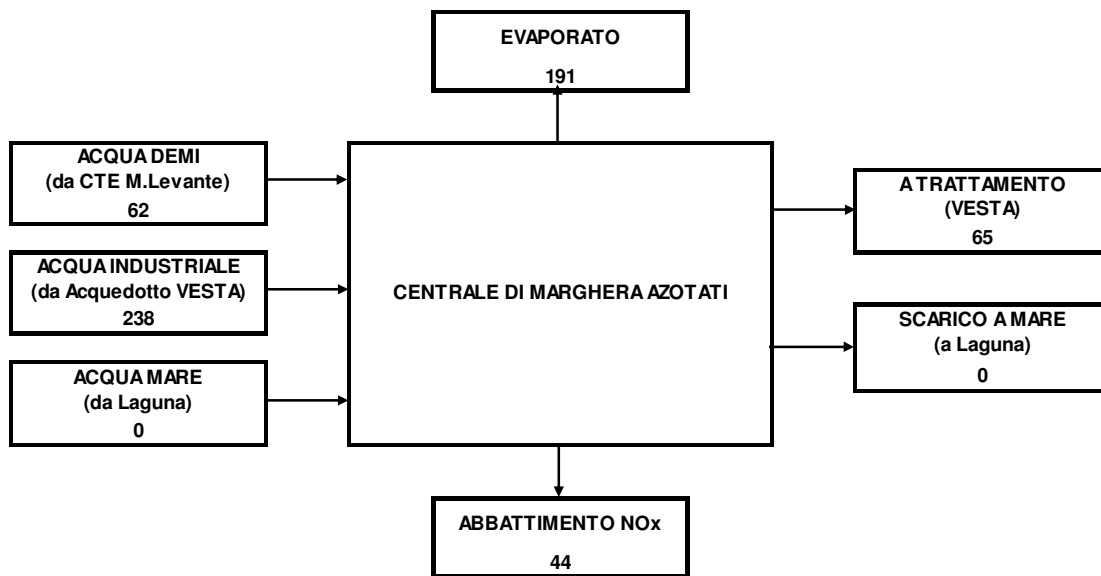 EVAPORATO
191
ACQUA DEMI
(da CTE M.Levante)
62
ACQUA INDUSTRIALE
(da Acquedotto VESTA)
238
ACQUA MARE
(da Laguna)
0
CENTRALE DI MARGHERA AZOTATI
A TRATTAMENTO
(VESTA)
65
SCARICO A MARE
(a Laguna)
0
ABBATTIMENTO NOx
44